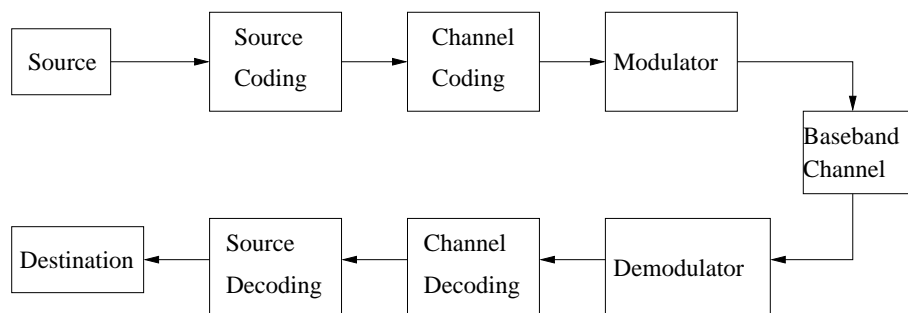 Source
Source
Coding
Channel
Coding
Modulator
Baseband
Channel
Destination
Source
Decoding
Channel
Decoding
Demodulator